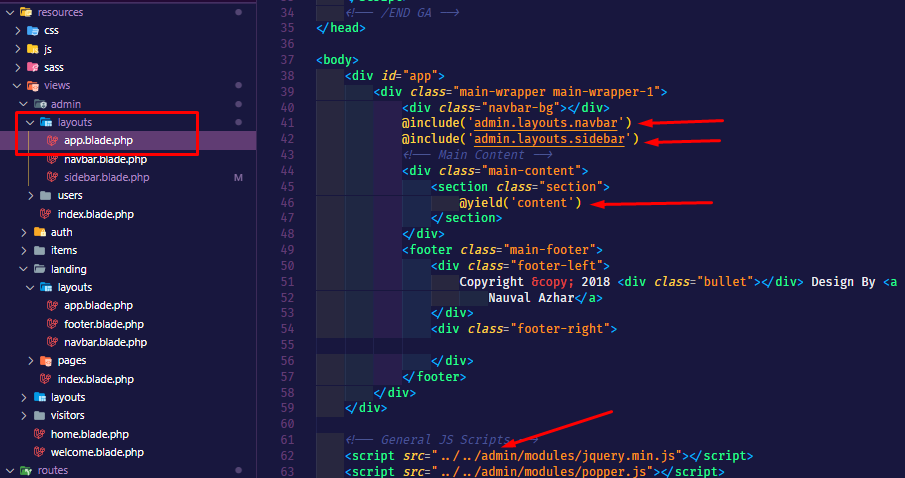 resources
css
js
sass
views
admin
layouts
app.blade.php
navbar.blade.php
sidebar.blade.php M
users
index.blade.php
auth
items
landing
layouts
app.blade.php
footer.blade.php
navbar.blade.php
pages
index.blade.php
layouts
visitors
home.blade.php
welcome.blade.php
routes
34 <!-- /END GA -->
35 </head>
36
37 <body>
38 <div id="app">
39 <div class="main-wrapper main-wrapper-1">
40 <div class="navbar-bg"></div>
41 @include('admin.layouts.navbar')
42 @include('admin.layouts.sidebar')
43 <!-- Main Content -->
44 <div class="main-content">
45 <section class="section">
46 @yield('content')
47 </section>
48 </div>
49 <footer class="main-footer">
50 <div class="footer-left">
51 Copyright &copy; 2018 <div class="bullet"></div> Design By <a
52 Nauval Azhar</a>
53 </div>
54 <div class="footer-right">
55
56 </div>
57 </footer>
58 </div>
59 </div>
60
61 <!-- General JS Scripts -->
62 <script src="../../admin/modules/jquery.min.js"></script>
63 <script src="../../admin/modules/popper.js"></script>